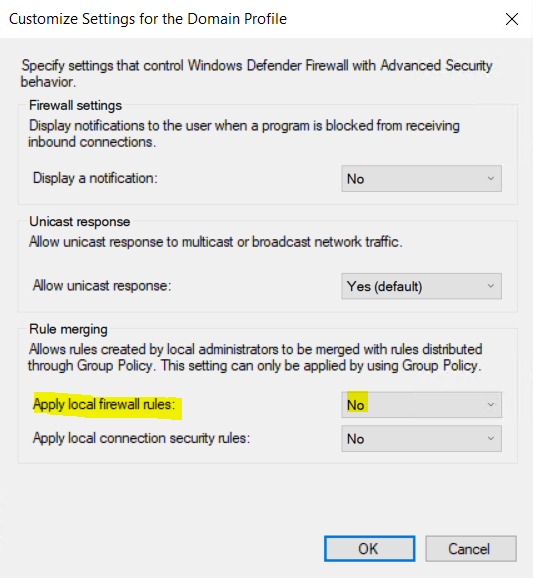 Customize Settings for the Domain Profile
Specify settings that control Windows Defender Firewall with Advanced Security
behavior.
Firewall settings
Display notifications to the user when a program is blocked from receiving
inbound connections.
Display a notification: No
Unicast response
Allow unicast response to multicast or broadcast network traffic.
Allow unicast response: Yes (default)
Rule merging
Allows rules created by local administrators to be merged with rules distributed
through Group Policy. This setting can only be applied by using Group Policy.
Apply local firewall rules: No
Apply local connection security rules: No
OK Cancel